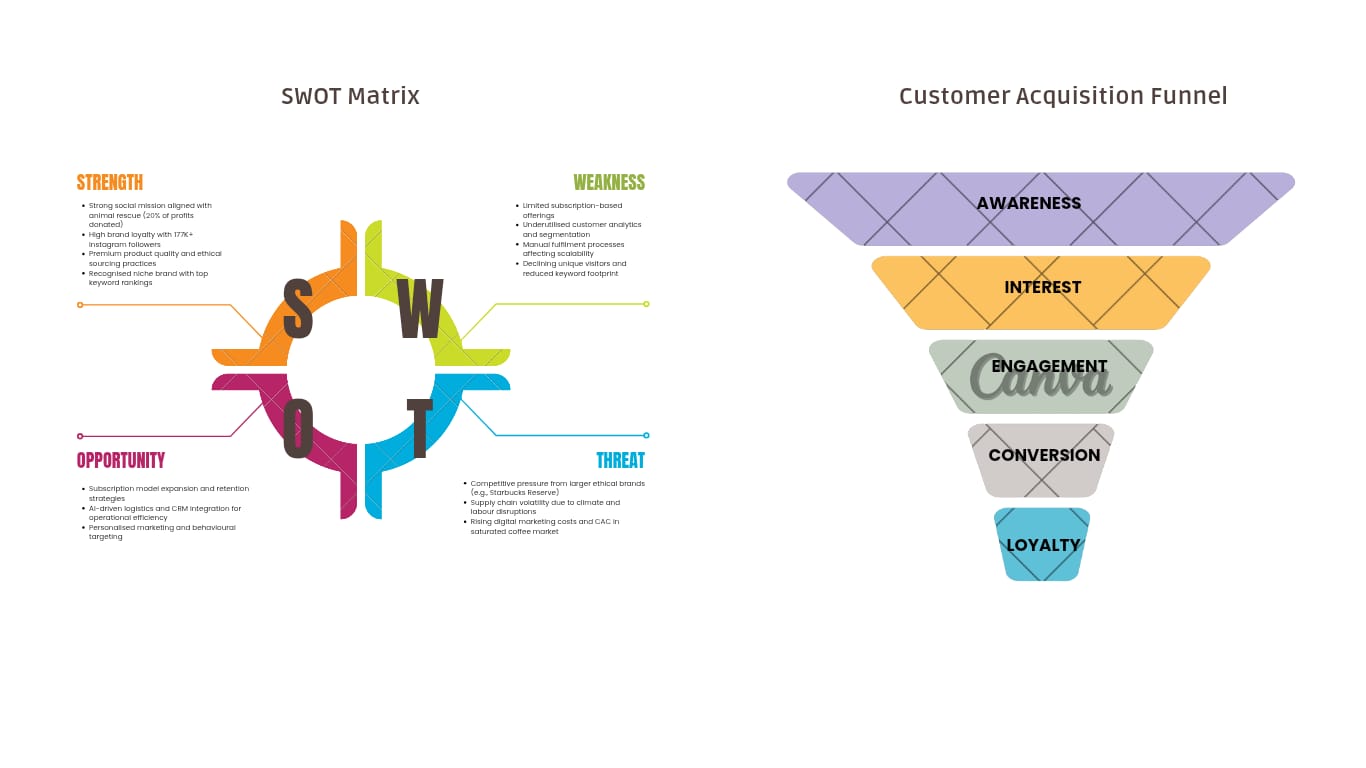 SWOT Matrix
Customer Acquisition Funnel
STRENGTH
• Strong social mission aligned with
animal rescue (20% of profits
donated)
• High brand loyalty with 177K+
Instagram followers
• Premium product quality and ethical
sourcing practices
• Recognised niche brand with top
keyword rankings
WEAKNESS
• Limited subscription-based
offerings
• Underutilised customer analytics
and segmentation
• Manual fulfilment processes
affecting scalability
• Declining unique visitors and
reduced keyword footprint
S
W
O
T
OPPORTUNITY
• Subscription model expansion and retention
strategies
• AI-driven logistics and CRM integration for
operational efficiency
• Personalised marketing and behavioural
targeting
THREAT
• Competitive pressure from larger ethical brands
(e.g., Starbucks Reserve)
• Supply chain volatility due to climate and
labour disruptions
• Rising digital marketing costs and CAC in
saturated coffee market
AWARENESS
INTEREST
ENGAGEMENT
Canva
CONVERSION
LOYALTY